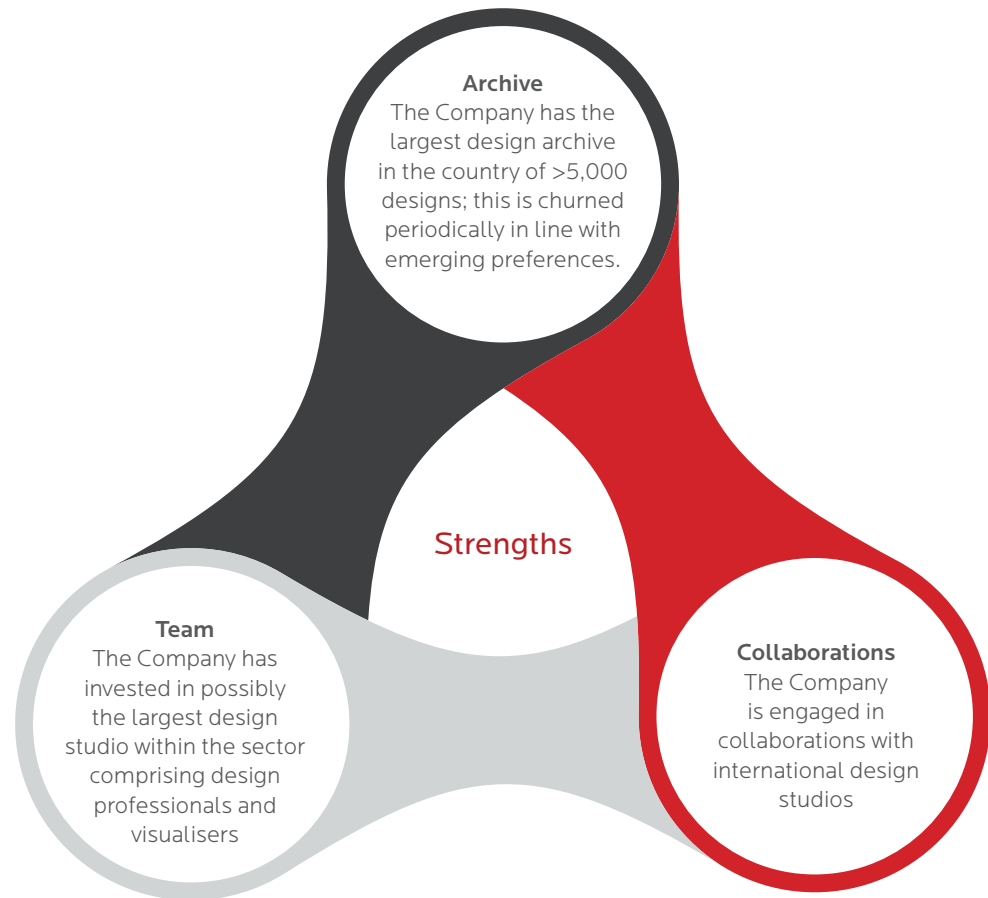 Archive
The Company has the
largest design archive
in the country of >5,000
designs; this is churned
periodically in line with
emerging preferences.
Strengths
Team
The Company has
invested in possibly
the largest design
studio within the sector
comprising design
professionals and
visualisers
Collaborations
The Company
is engaged in
collaborations with
international design
studios